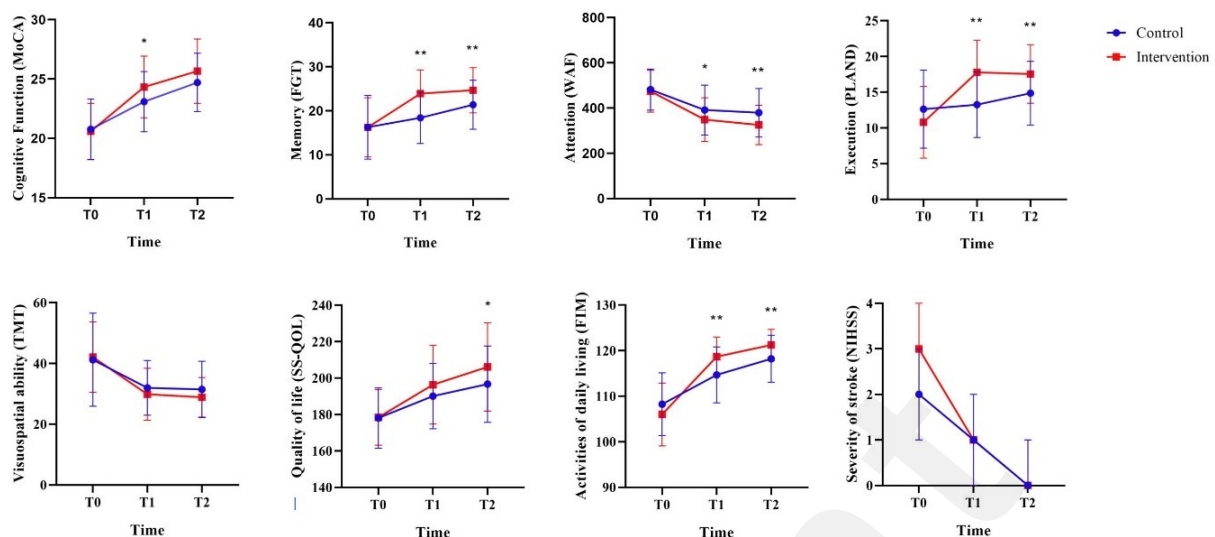 Cognitive Function (MoCA)
30
25
20
15
*
T0 T1 T2
Time
Memory (FGT)
40
30
20
10
0
** **
T0 T1 T2
Time
Attention (WAF)
800
600
400
200
0
* **
T0 T1 T2
Time
Execution (PLAND)
25
20
15
10
5
0
** **
T0 T1 T2
Time
Control
Intervention
Visuospatial ability (TMT)
60
40
20
0
T0 T1 T2
Time
Quality of life (SS-QOL)
240
220
200
180
160
140
*
T0 T1 T2
Time
Activities of daily living (FIM)
130
120
110
100
90
** **
T0 T1 T2
Time
Severity of stroke (NIHSS)
4
3
2
1
0
T0 T1 T2
Time